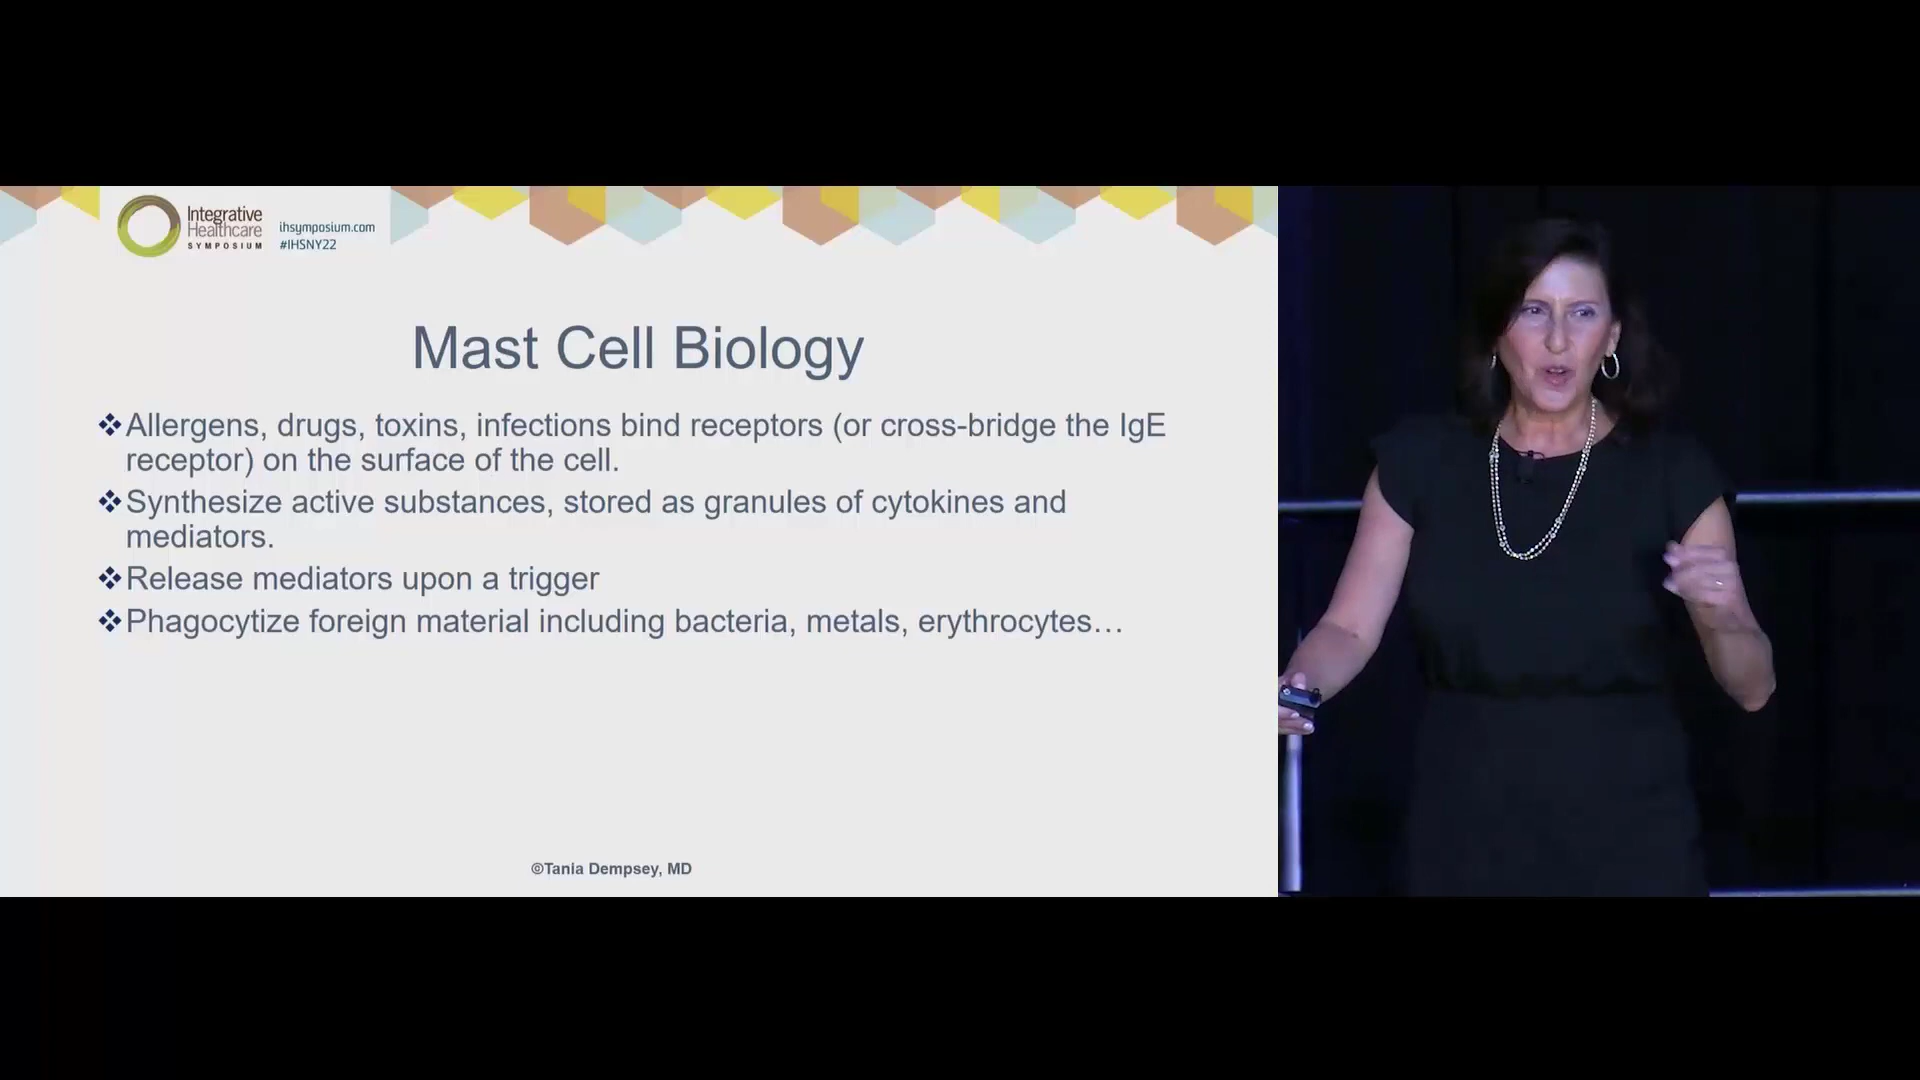 Integrative
Healthcare
SYMPOSIUM
ihsymposium.com
#IHSNY22
Mast Cell Biology
❖Allergens, drugs, toxins, infections bind receptors (or cross-bridge the IgE
receptor) on the surface of the cell.
❖Synthesize active substances, stored as granules of cytokines and
mediators.
❖Release mediators upon a trigger
❖Phagocytize foreign material including bacteria, metals, erythrocytes…
©Tania Dempsey, MD